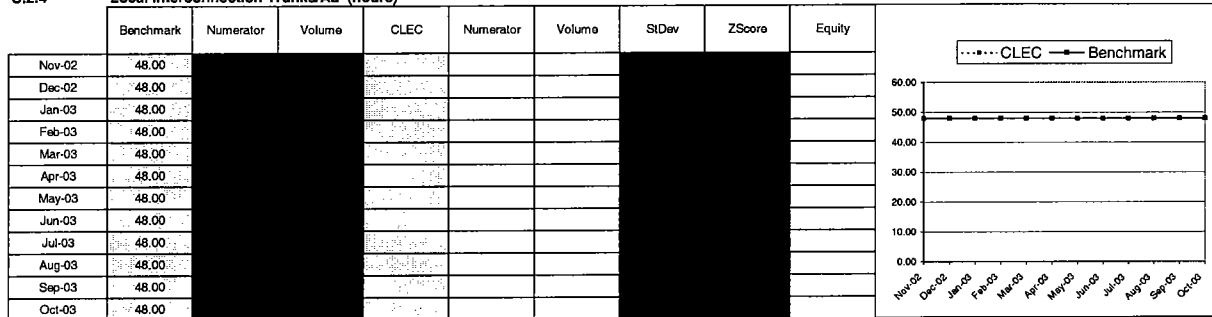 Local Interconnection Trunks/AL (hours)
Benchmark Numerator Volume CLEC Numerator Volume StDev ZScore Equity
Nov-02 48.00
Dec-02 48.00
Jan-03 48.00
Feb-03 48.00
Mar-03 48.00
Apr-03 48.00
May-03 48.00
Jun-03 48.00
Jul-03 48.00
Aug-03 48.00
Sep-03 48.00
Oct-03 48.00
CLEC Benchmark
60.00
50.00
40.00
30.00
20.00
10.00
0.00
Nov-02 Dec-02 Jan-03 Feb-03 Mar-03 Apr-03 May-03 Jun-03 Jul-03 Aug-03 Sep-03 Oct-03